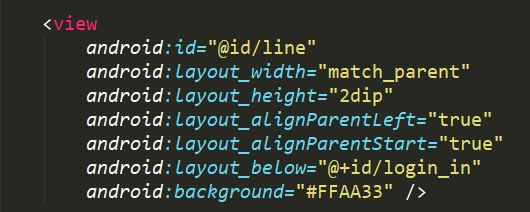 <view
android:id="@id/line"
android:layout_width="match_parent"
android:layout_height="2dip"
android:layout_alignParentLeft="true"
android:layout_alignParentStart="true"
android:layout_below="@+id/login_in"
android:background="#FFAA33" />